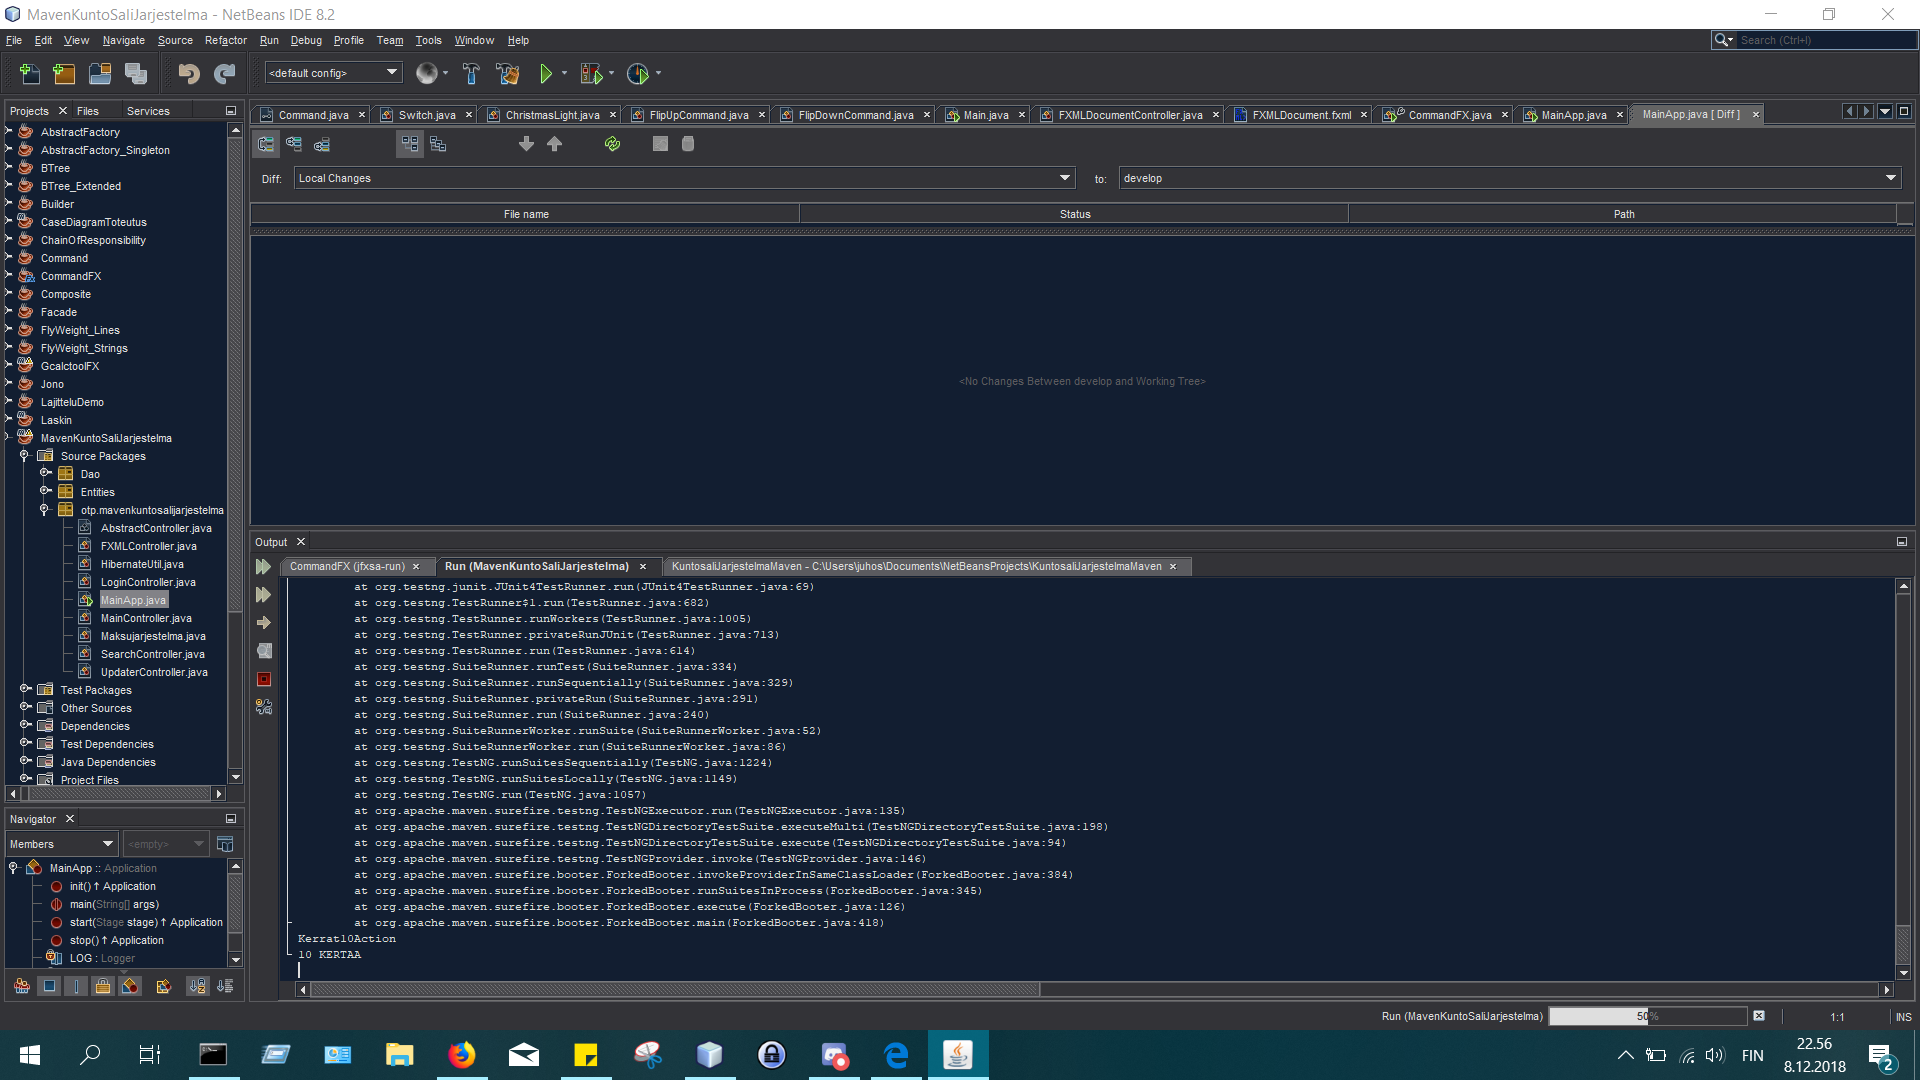 MavenKuntoSaliJarjestelma - NetBeans IDE 8.2
File Edit View Navigate Source Refactor Run Debug Profile Team Tools Window Help
Search (Ctrl+I)
<default config>
Projects Files Services
AbstractFactory
AbstractFactory_Singleton
BTree
BTree_Extended
Builder
CaseDiagramToteutus
ChainOfResponsibility
Command
CommandFX
Composite
Facade
FlyWeight_Lines
FlyWeight_Strings
GcalctoolFX
Jono
LajitteluDemo
Laskin
MavenKuntoSaliJarjestelma
Source Packages
Dao
Entities
otp.mavenkuntosalijarjestelma
AbstractController.java
FXMLController.java
HibernateUtil.java
LoginController.java
MainApp.java
MainController.java
Maksujarjestelma.java
SearchController.java
UpdaterController.java
Test Packages
Other Sources
Dependencies
Test Dependencies
Java Dependencies
Project Files
Navigator
Members <empty>
MainApp :: Application
init() ↑ Application
main(String[] args)
start(Stage stage) ↑ Application
stop() ↑ Application
LOG : Logger
Command.java Switch.java ChristmasLight.java FlipUpCommand.java FlipDownCommand.java Main.java FXMLDocumentController.java FXMLDocument.fxml CommandFX.java MainApp.java MainApp.java [ Diff ]
Diff: Local Changes to: develop
File name Status Path
<No Changes Between develop and Working Tree>
Output
CommandFX (jfxsa-run) Run (MavenKuntoSaliJarjestelma) KuntosaliJarjestelmaMaven - C:\Users\juhos\Documents\NetBeansProjects\KuntosaliJarjestelmaMaven
at org.testng.junit.JUnit4TestRunner.run(JUnit4TestRunner.java:69)
at org.testng.TestRunner$1.run(TestRunner.java:682)
at org.testng.TestRunner.runWorkers(TestRunner.java:1005)
at org.testng.TestRunner.privateRunJUnit(TestRunner.java:713)
at org.testng.TestRunner.run(TestRunner.java:614)
at org.testng.SuiteRunner.runTest(SuiteRunner.java:334)
at org.testng.SuiteRunner.runSequentially(SuiteRunner.java:329)
at org.testng.SuiteRunner.privateRun(SuiteRunner.java:291)
at org.testng.SuiteRunner.run(SuiteRunner.java:240)
at org.testng.SuiteRunnerWorker.runSuite(SuiteRunnerWorker.java:52)
at org.testng.SuiteRunnerWorker.run(SuiteRunnerWorker.java:86)
at org.testng.TestNG.runSuitesSequentially(TestNG.java:1224)
at org.testng.TestNG.runSuitesLocally(TestNG.java:1149)
at org.testng.TestNG.run(TestNG.java:1057)
at org.apache.maven.surefire.testng.TestNGExecutor.run(TestNGExecutor.java:135)
at org.apache.maven.surefire.testng.TestNGDirectoryTestSuite.executeMulti(TestNGDirectoryTestSuite.java:198)
at org.apache.maven.surefire.testng.TestNGDirectoryTestSuite.execute(TestNGDirectoryTestSuite.java:94)
at org.apache.maven.surefire.testng.TestNGProvider.invoke(TestNGProvider.java:146)
at org.apache.maven.surefire.booter.ForkedBooter.invokeProviderInSameClassLoader(ForkedBooter.java:384)
at org.apache.maven.surefire.booter.ForkedBooter.runSuitesInProcess(ForkedBooter.java:345)
at org.apache.maven.surefire.booter.ForkedBooter.execute(ForkedBooter.java:126)
at org.apache.maven.surefire.booter.ForkedBooter.main(ForkedBooter.java:418)
Kerrat10Action
10 KERTAA
Run (MavenKuntoSaliJarjestelma) 50% 1:1 INS
FIN
22.56
8.12.2018
2